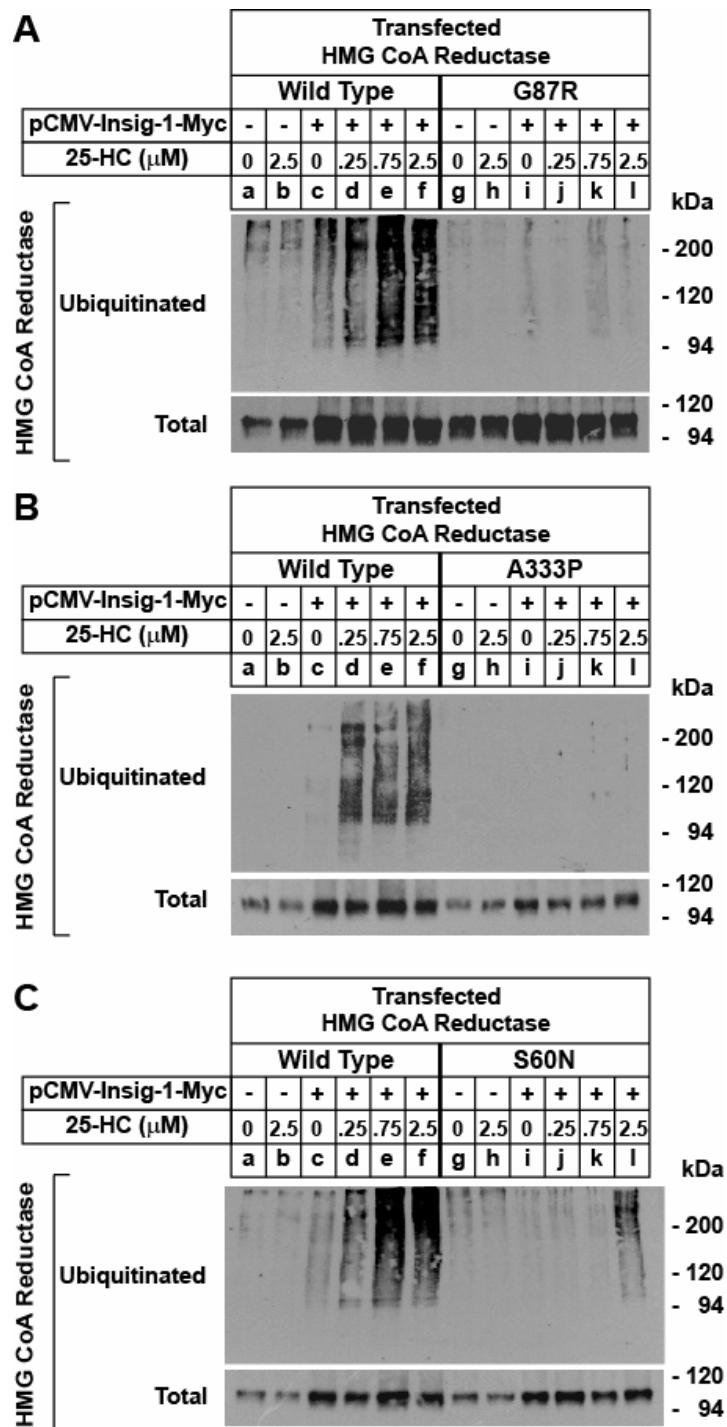 A
Transfected
HMG CoA Reductase
Wild Type G87R
pCMV-Insig-1-Myc - - + + + + - - + + + +
25-HC (μM) 0 2.5 0 .25 .75 2.5 0 2.5 0 .25 .75 2.5
a b c d e f g h i j k l
kDa
HMG CoA Reductase
Ubiquitinated
- 200
- 120
- 94
Total
- 120
- 94
B
Transfected
HMG CoA Reductase
Wild Type A333P
pCMV-Insig-1-Myc - - + + + + - - + + + +
25-HC (μM) 0 2.5 0 .25 .75 2.5 0 2.5 0 .25 .75 2.5
a b c d e f g h i j k l
kDa
HMG CoA Reductase
Ubiquitinated
- 200
- 120
- 94
Total
- 120
- 94
C
Transfected
HMG CoA Reductase
Wild Type S60N
pCMV-Insig-1-Myc - - + + + + - - + + + +
25-HC (μM) 0 2.5 0 .25 .75 2.5 0 2.5 0 .25 .75 2.5
a b c d e f g h i j k l
kDa
HMG CoA Reductase
Ubiquitinated
- 200
- 120
- 94
Total
- 120
- 94